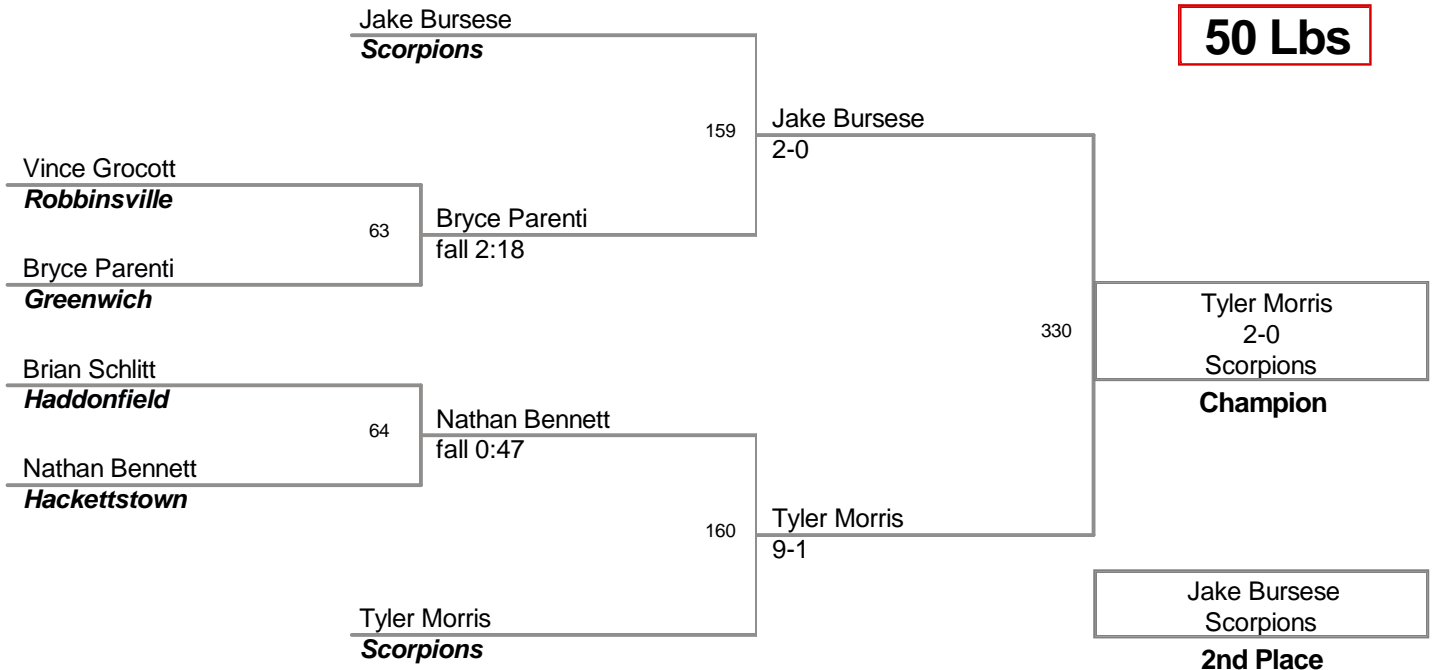 Jake Bursese
Scorpions
50 Lbs
159
Jake Bursese
2-0
Vince Grocott
Robbinsville
63
Bryce Parenti
fall 2:18
Bryce Parenti
Greenwich
330
Tyler Morris
2-0
Scorpions
Champion
Brian Schlitt
Haddonfield
64
Nathan Bennett
fall 0:47
Nathan Bennett
Hackettstown
160
Tyler Morris
9-1
Tyler Morris
Scorpions
Jake Bursese
Scorpions
2nd Place